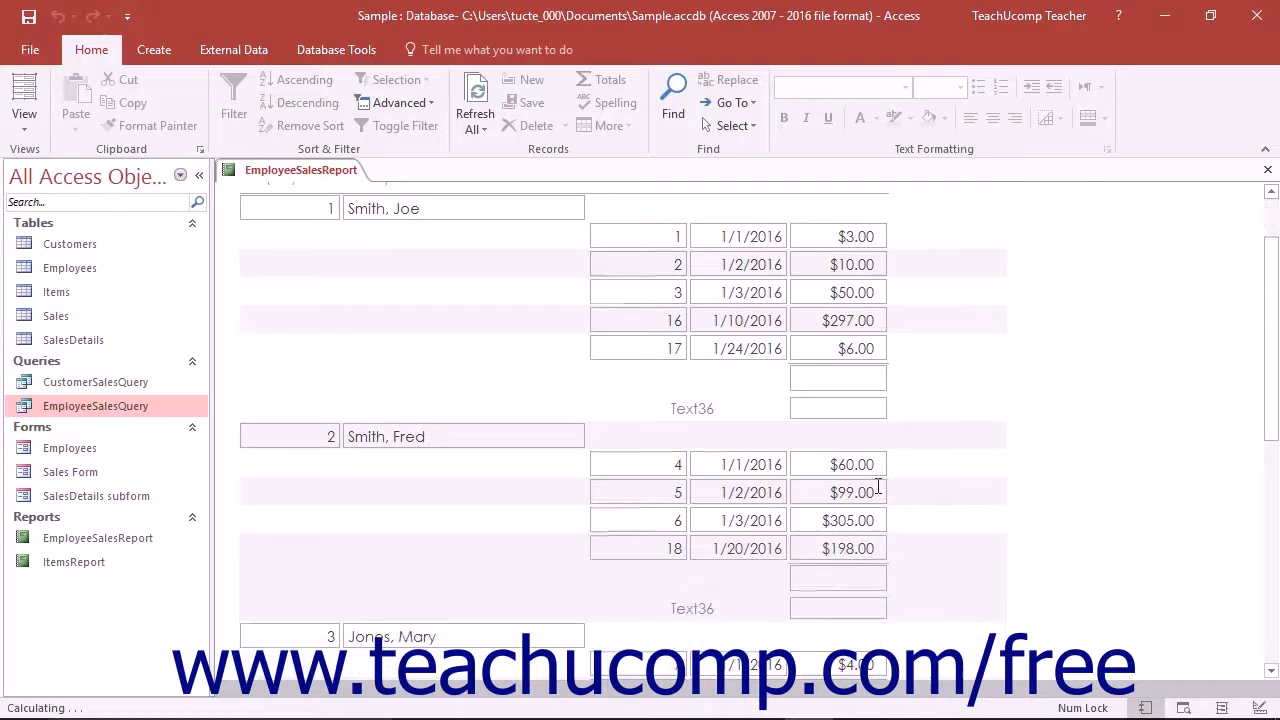 Sample : Database- C:\Users\tucte_000\Documents\Sample.accdb (Access 2007 - 2016 file format) - Access
TeachUcomp Teacher
?
File
Home
Create
External Data
Database Tools
Tell me what you want to do
View
Views
Paste
Cut
Copy
Format Painter
Clipboard
Filter
Ascending
Descending
Remove Sort
Selection
Advanced
Toggle Filter
Sort & Filter
Refresh
All
New
Save
Delete
Totals
Spelling
More
Records
Find
Replace
Go To
Select
Find
B I U
A
Text Formatting
All Access Obje...
Search...
Tables
Customers
Employees
Items
Sales
SalesDetails
Queries
CustomerSalesQuery
EmployeeSalesQuery
Forms
Employees
Sales Form
SalesDetails subform
Reports
EmployeeSalesReport
ItemsReport
EmployeeSalesReport
1 Smith, Joe
1 1/1/2016 $3.00
2 1/2/2016 $10.00
3 1/3/2016 $50.00
16 1/10/2016 $297.00
17 1/24/2016 $6.00
Text36
2 Smith, Fred
4 1/1/2016 $60.00
5 1/2/2016 $99.00
6 1/3/2016 $305.00
18 1/20/2016 $198.00
Text36
3 Jones, Mary
$4.00
www.teachucomp.com/free
Calculating . . .
Num Lock